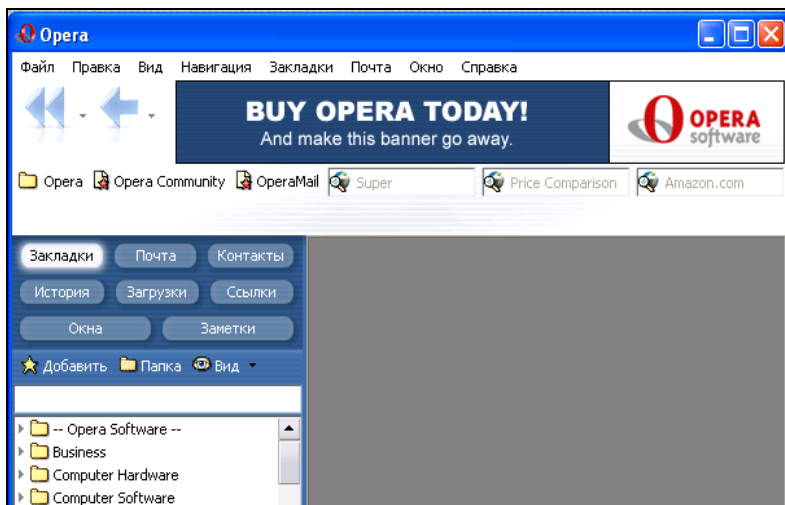 Opera
Файл Правка Вид Навигация Закладки Почта Окно Справка
BUY OPERA TODAY!
And make this banner go away.
OPERA
software
Opera Opera Community OperaMail Super Price Comparison Amazon.com
Закладки Почта Контакты
История Загрузки Ссылки
Окна Заметки
Добавить Папка Вид
-- Opera Software --
Business
Computer Hardware
Computer Software